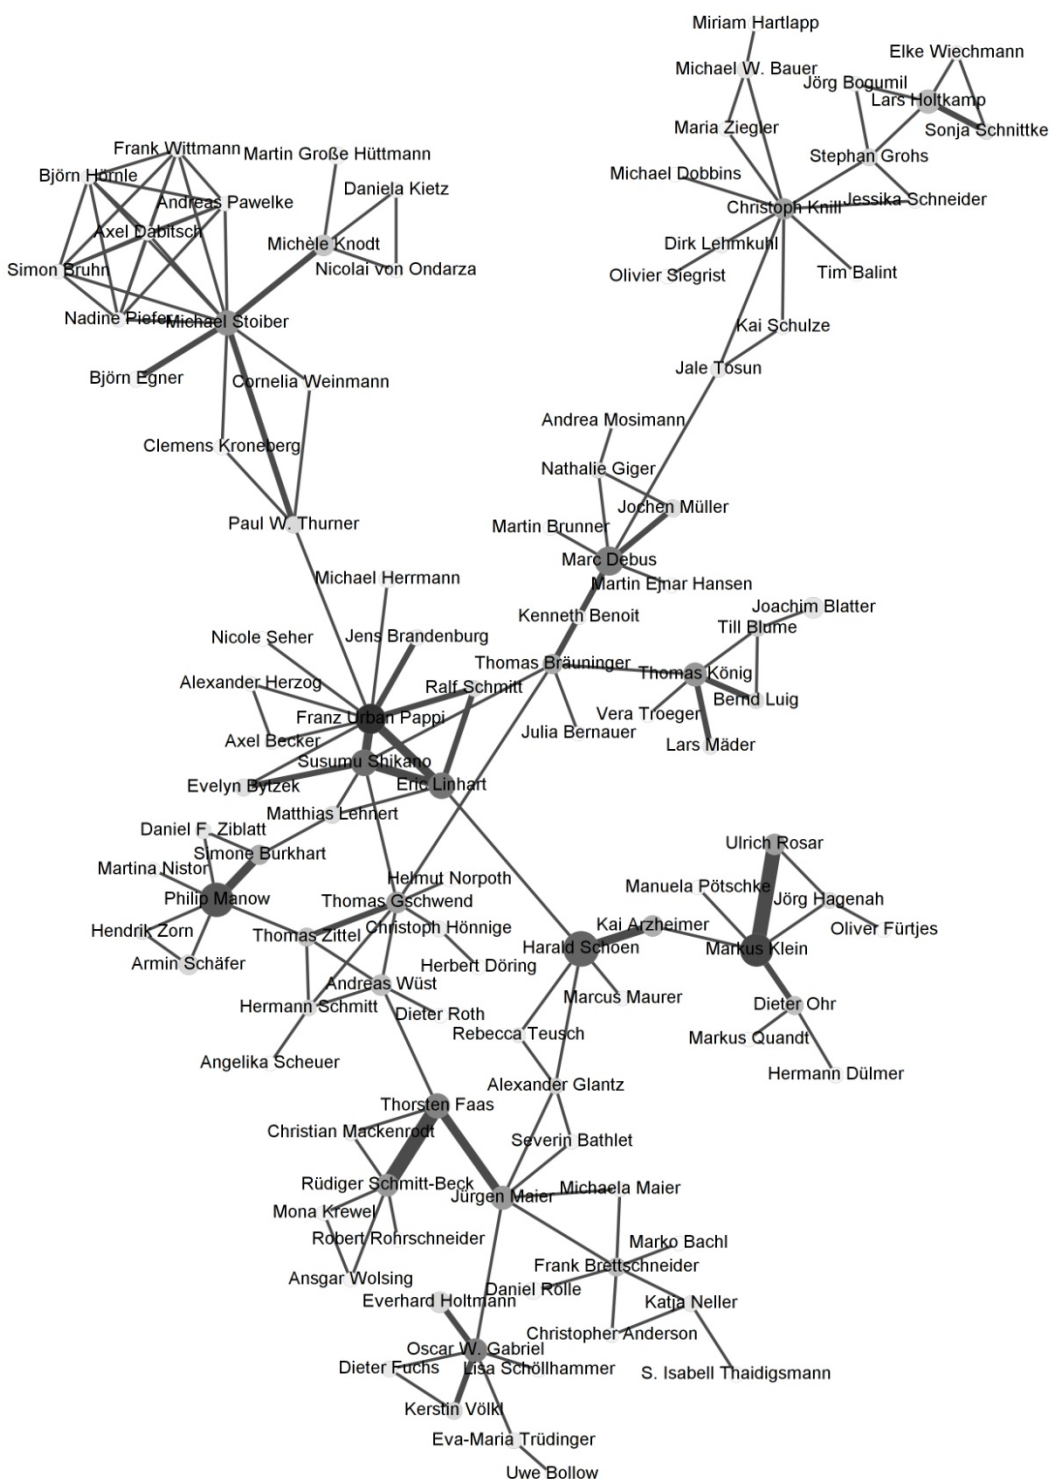 Miriam Hartlapp
Elke Wiechmann
Michael W. Bauer
Jörg Bogumil
Lars Holtkamp
Maria Ziegler
Sonja Schnittke
Frank Wittmann
Martin Große Hüttmann
Stephan Grohs
Björn Hörnle
Michael Dobbins
Daniela Kietz
Andreas Pawelke
Jessika Schneider
Christoph Knill
Axel Dabitsch
Michèle Knodt
Dirk Lehmkuhl
Simon Bruhn
Nicolai von Ondarza
Olivier Siegrist
Tim Balint
Nadine Piefer
Michael Stoiber
Kai Schulze
Jale Tosun
Björn Egner
Cornelia Weinmann
Andrea Mosimann
Clemens Kroneberg
Nathalie Giger
Jochen Müller
Paul W. Thurner
Martin Brunner
Marc Debus
Michael Herrmann
Martin Ejnar Hansen
Joachim Blatter
Kenneth Benoit
Till Blume
Nicole Seher
Jens Brandenburg
Thomas Bräuninger
Thomas König
Alexander Herzog
Ralf Schmitt
Bernd Luig
Franz Urban Pappi
Vera Troeger
Julia Bernauer
Axel Becker
Lars Mäder
Susumu Shikano
Evelyn Bytzek
Eric Linhart
Matthias Lehnert
Daniel F. Ziblatt
Ulrich Rosar
Simone Burkhart
Martina Nistor
Helmut Norpoth
Manuela Pötschke
Philip Manow
Thomas Gschwend
Jörg Hagenah
Kai Arzheimer
Christoph Hönnige
Oliver Fürtjes
Hendrik Zorn
Thomas Zittel
Harald Schoen
Markus Klein
Armin Schäfer
Herbert Döring
Andreas Wüst
Marcus Maurer
Dieter Ohr
Hermann Schmitt
Dieter Roth
Rebecca Teusch
Markus Quandt
Angelika Scheuer
Hermann Dülmer
Alexander Glantz
Thorsten Faas
Christian Mackenrodt
Severin Bathlet
Rüdiger Schmitt-Beck
Jürgen Maier
Michaela Maier
Mona Krewel
Robert Rohrschneider
Marko Bachl
Frank Brettschneider
Ansgar Wolsing
Daniel Rölle
Everhard Holtmann
Katja Neller
Christopher Anderson
Oscar W. Gabriel
Dieter Fuchs
Lisa Schöllhammer
S. Isabell Thaidigsmann
Kerstin Völkl
Eva-Maria Trüdinger
Uwe Bollow